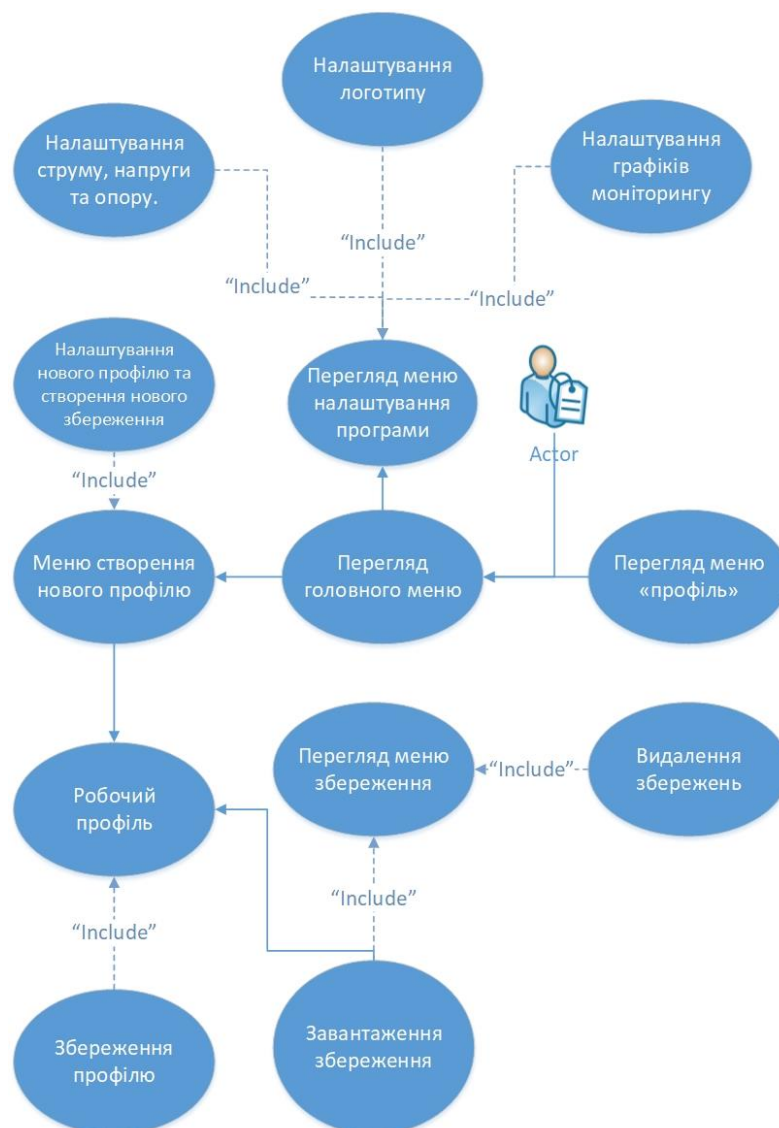 Налаштування
логотипу
Налаштування
струму, напруги
та опору.
Налаштування
графіків
моніторингу
“Include”
“Include”
“Include”
Налаштування
нового профілю та
створення нового
збереження
Перегляд меню
налаштування
програми
Actor
“Include”
Меню створення
нового профілю
Перегляд
головного меню
Перегляд меню
«профіль»
Робочий
профіль
Перегляд меню
збереження
“Include”
Видалення
збережень
“Include”
“Include”
Збереження
профілю
Завантаження
збереження